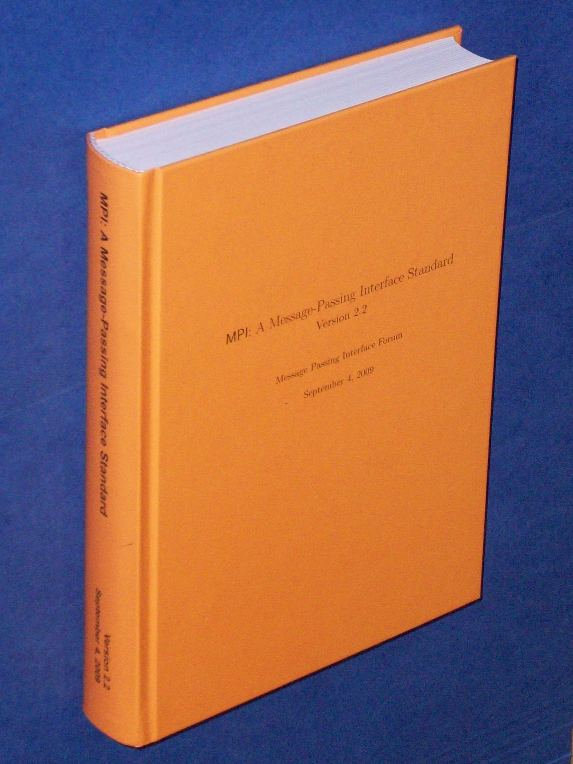 MPI: A Message-Passing Interface Standard
Version 2.2
Message Passing Interface Forum
September 4, 2009
MPI: A Message-Passing Interface Standard
Version 2.2
September 4, 2009